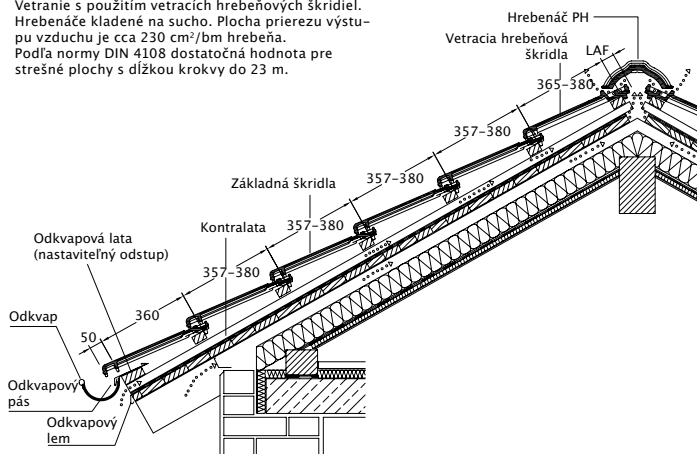 Vetranie s použitím vetracích hrebeňových škridiel.
Hrebenáče kladené na sucho. Plocha prierezu výstu-
pu vzduchu je cca 230 cm²/bm hrebeňa.
Podľa normy DIN 4108 dostatočná hodnota pre
strešné plochy s dĺžkou krokvy do 23 m.
Hrebenáč PH
Vetracia hrebeňová
škridla
LAF
365–380
357–380
357–380
Základná škridla
357–380
Kontralata
357–380
Odkvapová lata
(nastaviteľný odstup)
360
Odkvap
50
Odkvapový
pás
Odkvapový
lem